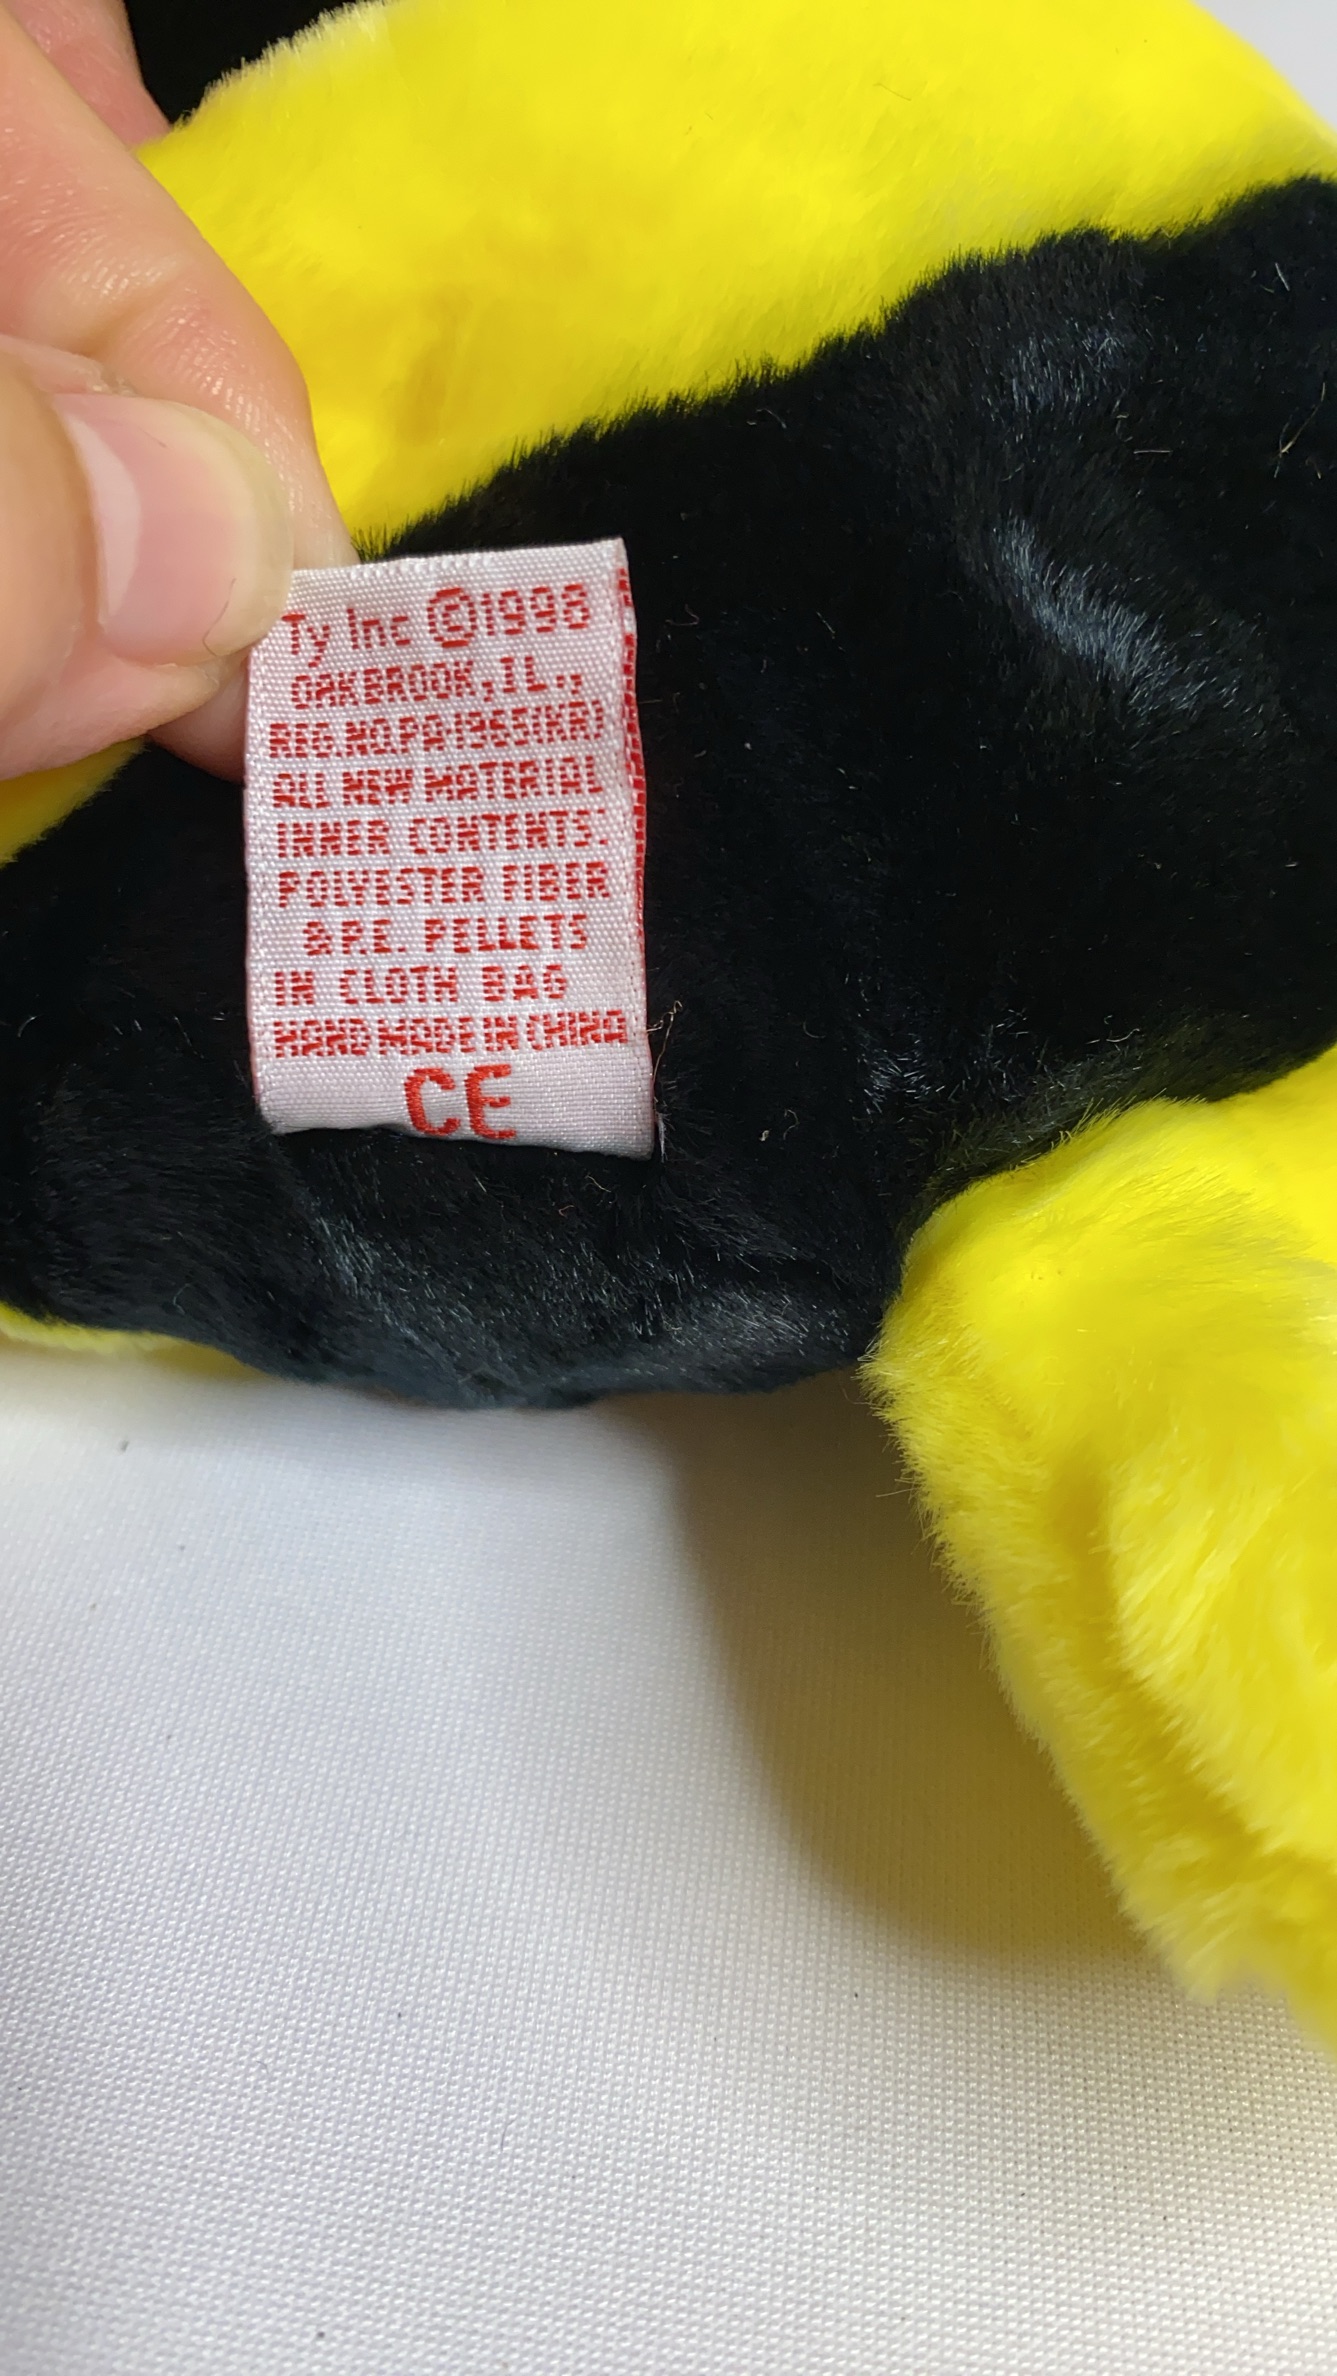 Ty Inc ©1998
OAKBROOK, IL.,
REG.NO.PA.1965(KR)
ALL NEW MATERIAL
INNER CONTENTS:
POLYESTER FIBER
& P.E. PELLETS
IN CLOTH BAG
HAND MADE IN CHINA
CE